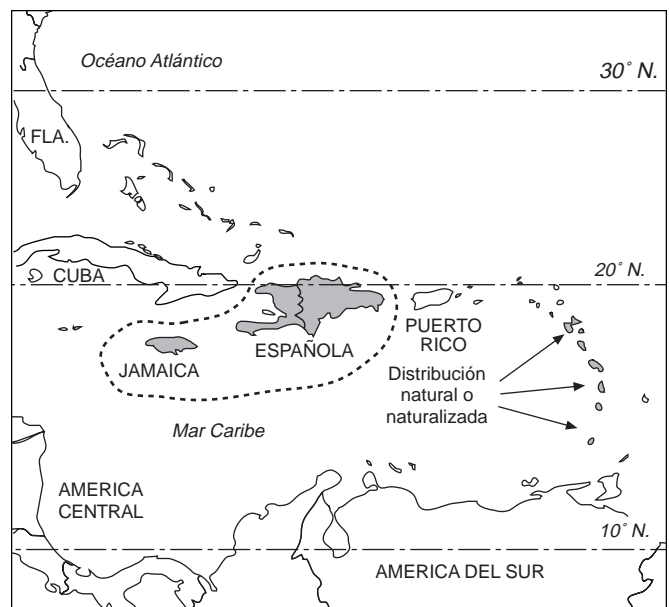 Océano Atlántico
30° N.
FLA.
CUBA
20° N.
PUERTO
RICO
ESPAÑOLA
JAMAICA
Distribución
natural o
naturalizada
Mar Caribe
AMERICA
CENTRAL
10° N.
AMERICA DEL SUR